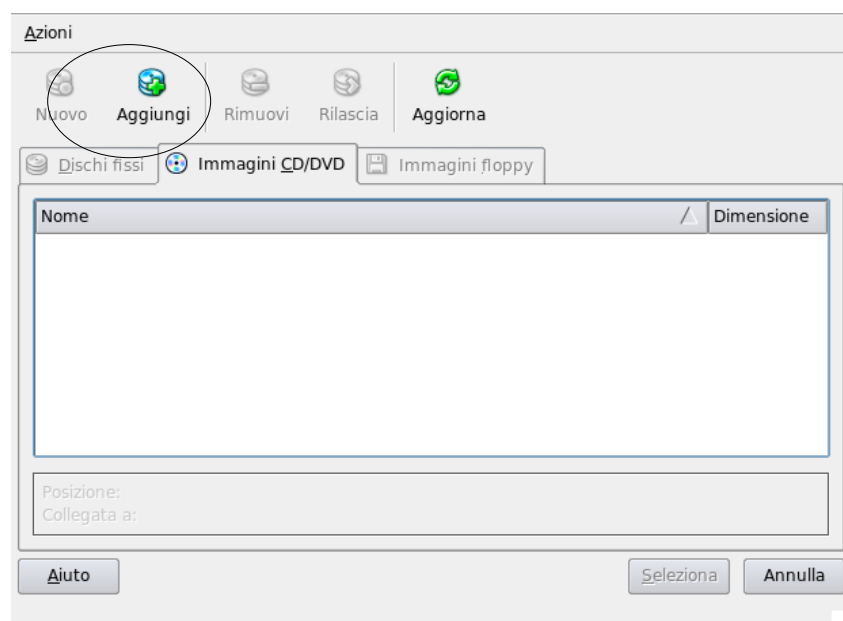 Azioni
Nuovo Aggiungi Rimuovi Rilascia Aggiorna
Dischi fissi Immagini CD/DVD Immagini floppy
Nome Dimensione
Posizione:
Collegata a:
Aiuto Seleziona Annulla